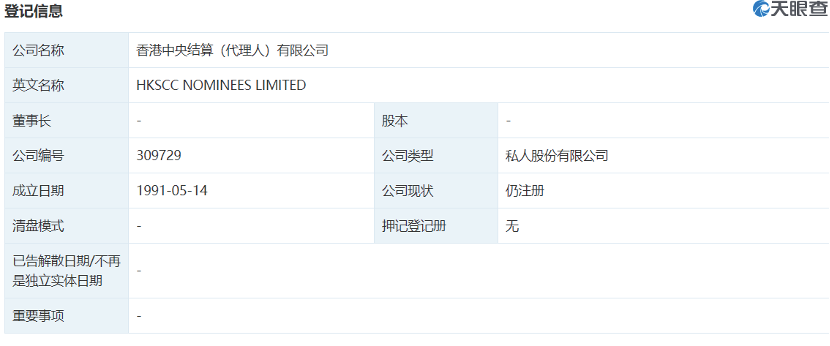 登记信息
天眼查
公司名称 香港中央结算（代理人）有限公司
英文名称 HKSCC NOMINEES LIMITED
董事长 - 股本 -
公司编号 309729 公司类型 私人股份有限公司
成立日期 1991-05-14 公司现状 仍注册
清盘模式 - 押记登记册 无
已告解散日期/不再
是独立实体日期 -
重要事项 -